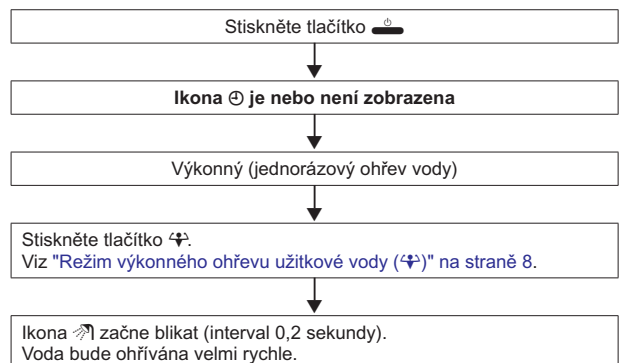 Stiskněte tlačítko
Ikona je nebo není zobrazena
Výkonný (jednorázový ohřev vody)
Stiskněte tlačítko .
Viz "Režim výkonného ohřevu užitkové vody ()" na straně 8.
Ikona začne blikat (interval 0,2 sekundy).
Voda bude ohřívána velmi rychle.